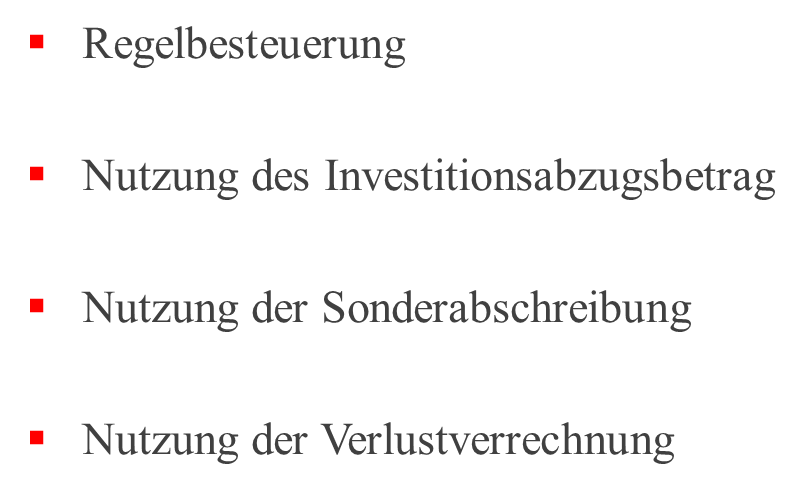 ▪ Regelbesteuerung
▪ Nutzung des Investitionsabzugsbetrag
▪ Nutzung der Sonderabschreibung
▪ Nutzung der Verlustverrechnung